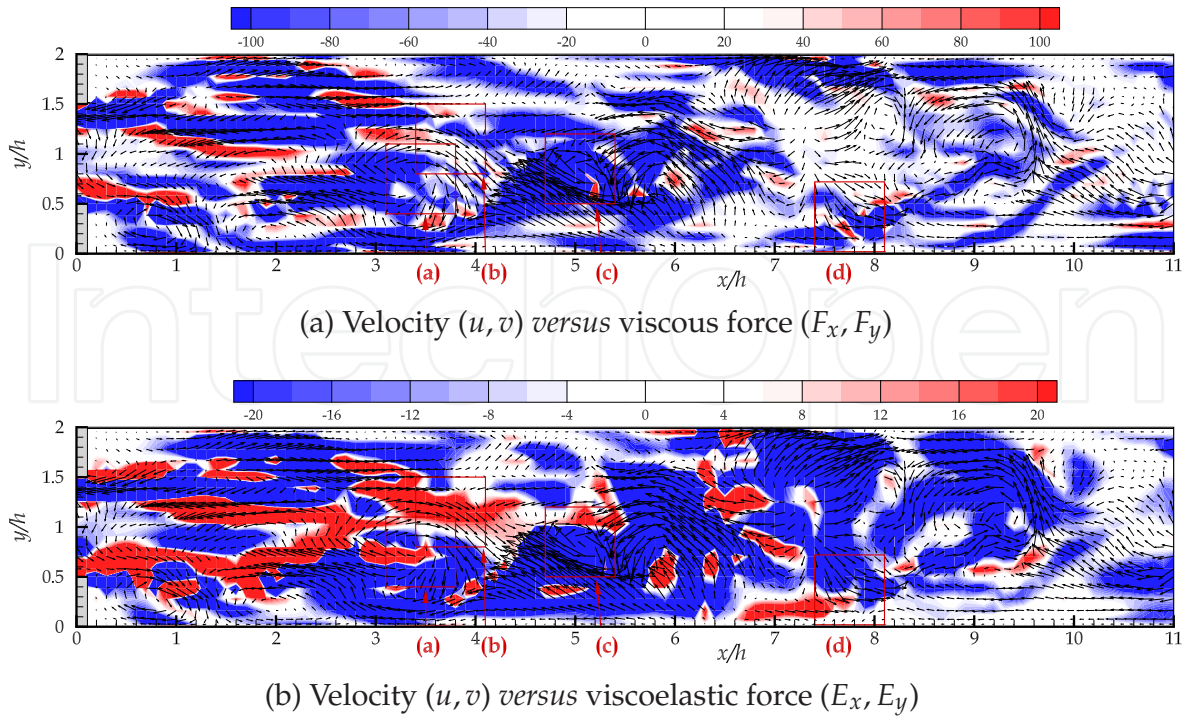 -100 -80 -60 -40 -20 0 20 40 60 80 100
2
1.5
1
0.5
0
y/h
0 1 2 3 4 5 6 7 8 9 10 11
(a) (b) (c) (d)
x/h
(a) Velocity (u, v) versus viscous force (Fx, Fy)
IntechOpen
-20 -16 -12 -8 -4 0 4 8 12 16 20
2
1.5
1
0.5
0
y/h
0 1 2 3 4 5 6 7 8 9 10 11
(a) (b) (c) (d)
x/h
(b) Velocity (u, v) versus viscoelastic force (Ex, Ey)